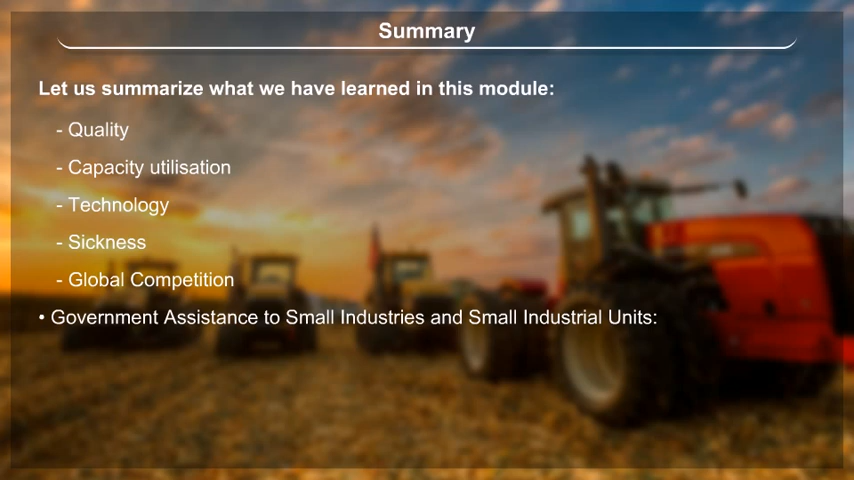 Summary
Let us summarize what we have learned in this module:
- Quality
- Capacity utilisation
- Technology
- Sickness
- Global Competition
• Government Assistance to Small Industries and Small Industrial Units: